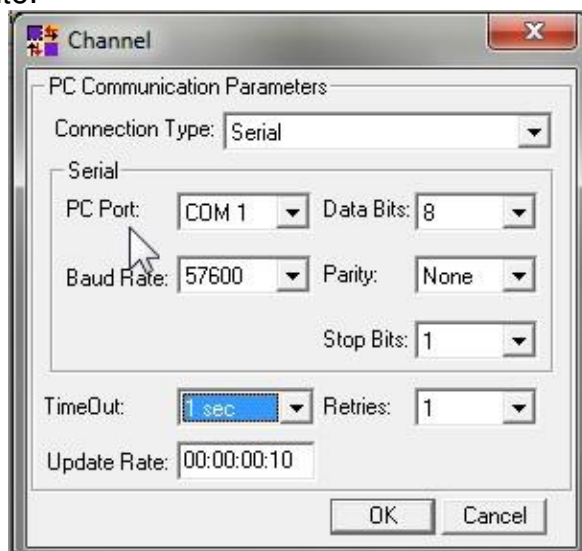 Channel
PC Communication Parameters
Connection Type: Serial
Serial
PC Port: COM 1 Data Bits: 8
Baud Rate: 57600 Parity: None
Stop Bits: 1
TimeOut: 1 sec Retries: 1
Update Rate: 00:00:00:10
OK Cancel